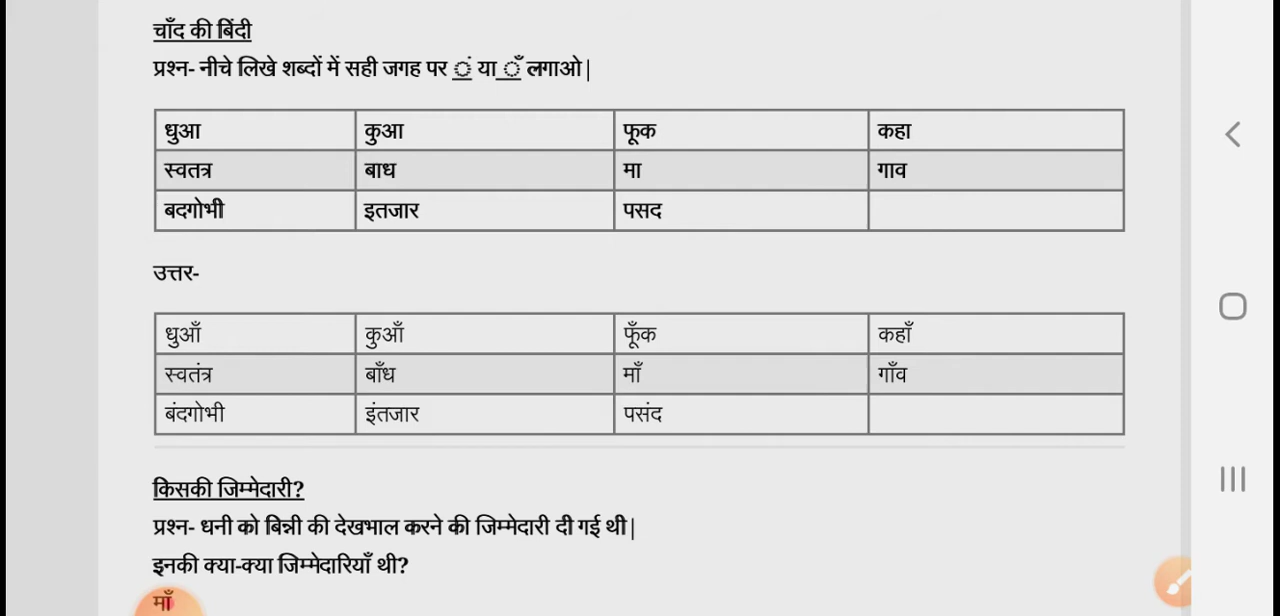 चाँद की बिंदी
प्रश्न- नीचे लिखे शब्दों में सही जगह पर ं या ँ लगाओ|
धुआ कुआ फूक कहा
स्वतत्र बाध मा गाव
बदगोभी इतजार पसद
उत्तर-
धुआँ कुआँ फूँक कहाँ
स्वतंत्र बाँध माँ गाँव
बंदगोभी इंतजार पसंद
किसकी जिम्मेदारी?
प्रश्न- धनी को बिन्नी की देखभाल करने की जिम्मेदारी दी गई थी|
इनकी क्या-क्या जिम्मेदारियाँ थी?
माँ